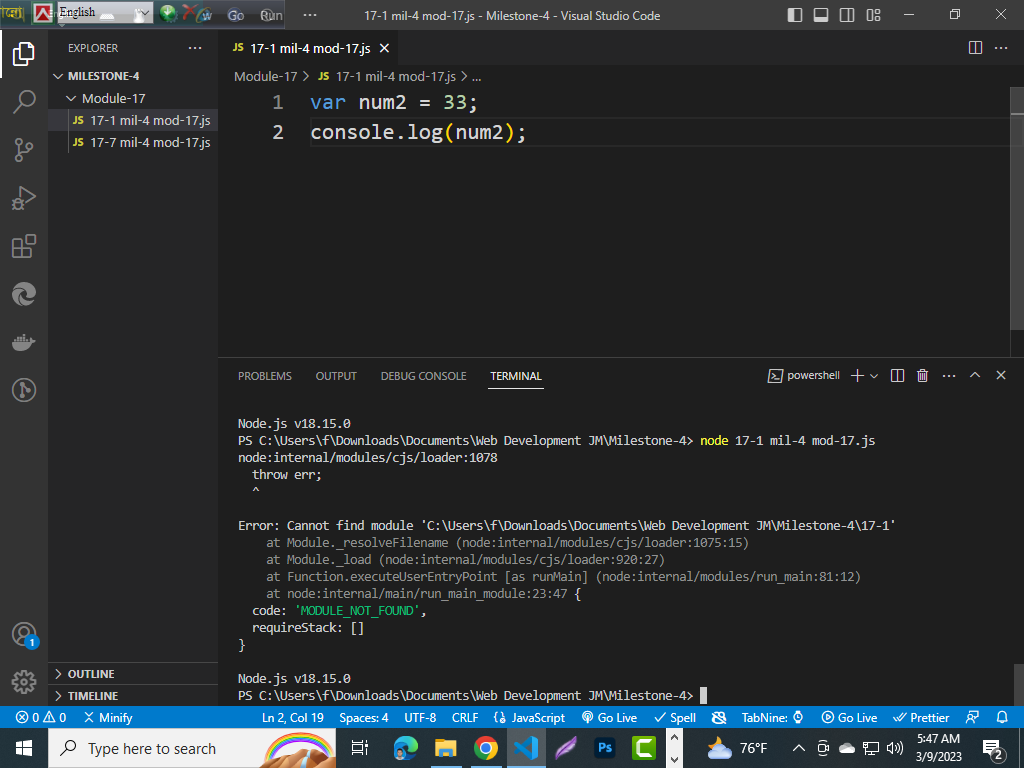 English
Go
Run
17-1 mil-4 mod-17.js - Milestone-4 - Visual Studio Code
EXPLORER
MILESTONE-4
Module-17
JS 17-1 mil-4 mod-17.js
JS 17-7 mil-4 mod-17.js
OUTLINE
TIMELINE
JS 17-1 mil-4 mod-17.js
Module-17 > JS 17-1 mil-4 mod-17.js > ...
1 var num2 = 33;
2 console.log(num2);
PROBLEMS OUTPUT DEBUG CONSOLE TERMINAL
powershell
Node.js v18.15.0
PS C:\Users\f\Downloads\Documents\Web Development JM\Milestone-4> node 17-1 mil-4 mod-17.js
node:internal/modules/cjs/loader:1078
throw err;
^
Error: Cannot find module 'C:\Users\f\Downloads\Documents\Web Development JM\Milestone-4\17-1'
at Module._resolveFilename (node:internal/modules/cjs/loader:1075:15)
at Module._load (node:internal/modules/cjs/loader:920:27)
at Function.executeUserEntryPoint [as runMain] (node:internal/modules/run_main:81:12)
at node:internal/main/run_main_module:23:47 {
code: 'MODULE_NOT_FOUND',
requireStack: []
}
Node.js v18.15.0
PS C:\Users\f\Downloads\Documents\Web Development JM\Milestone-4>
1
0 0 Minify Ln 2, Col 19 Spaces: 4 UTF-8 CRLF JavaScript Go Live Spell TabNine: Go Live Prettier
Type here to search
Ps
C
76°F
5:47 AM
3/9/2023
2